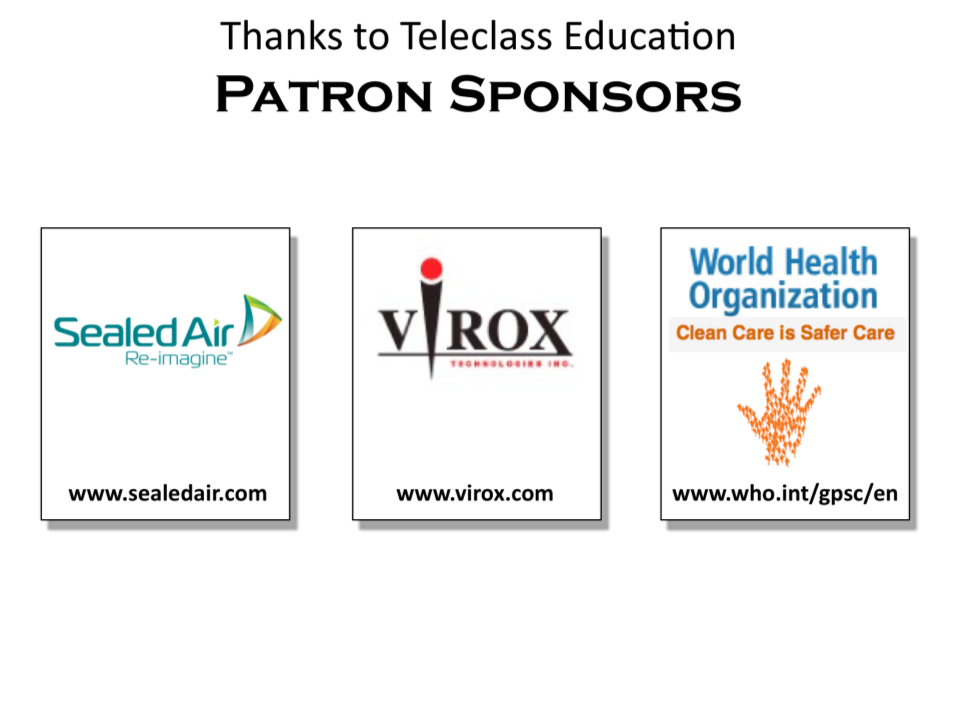 Thanks to Teleclass Education
PATRON SPONSORS
Sealed Air
Re-imagine™
www.sealedair.com
VIROX
TECHNOLOGIES INC.
www.virox.com
World Health
Organization
Clean Care is Safer Care
www.who.int/gpsc/en